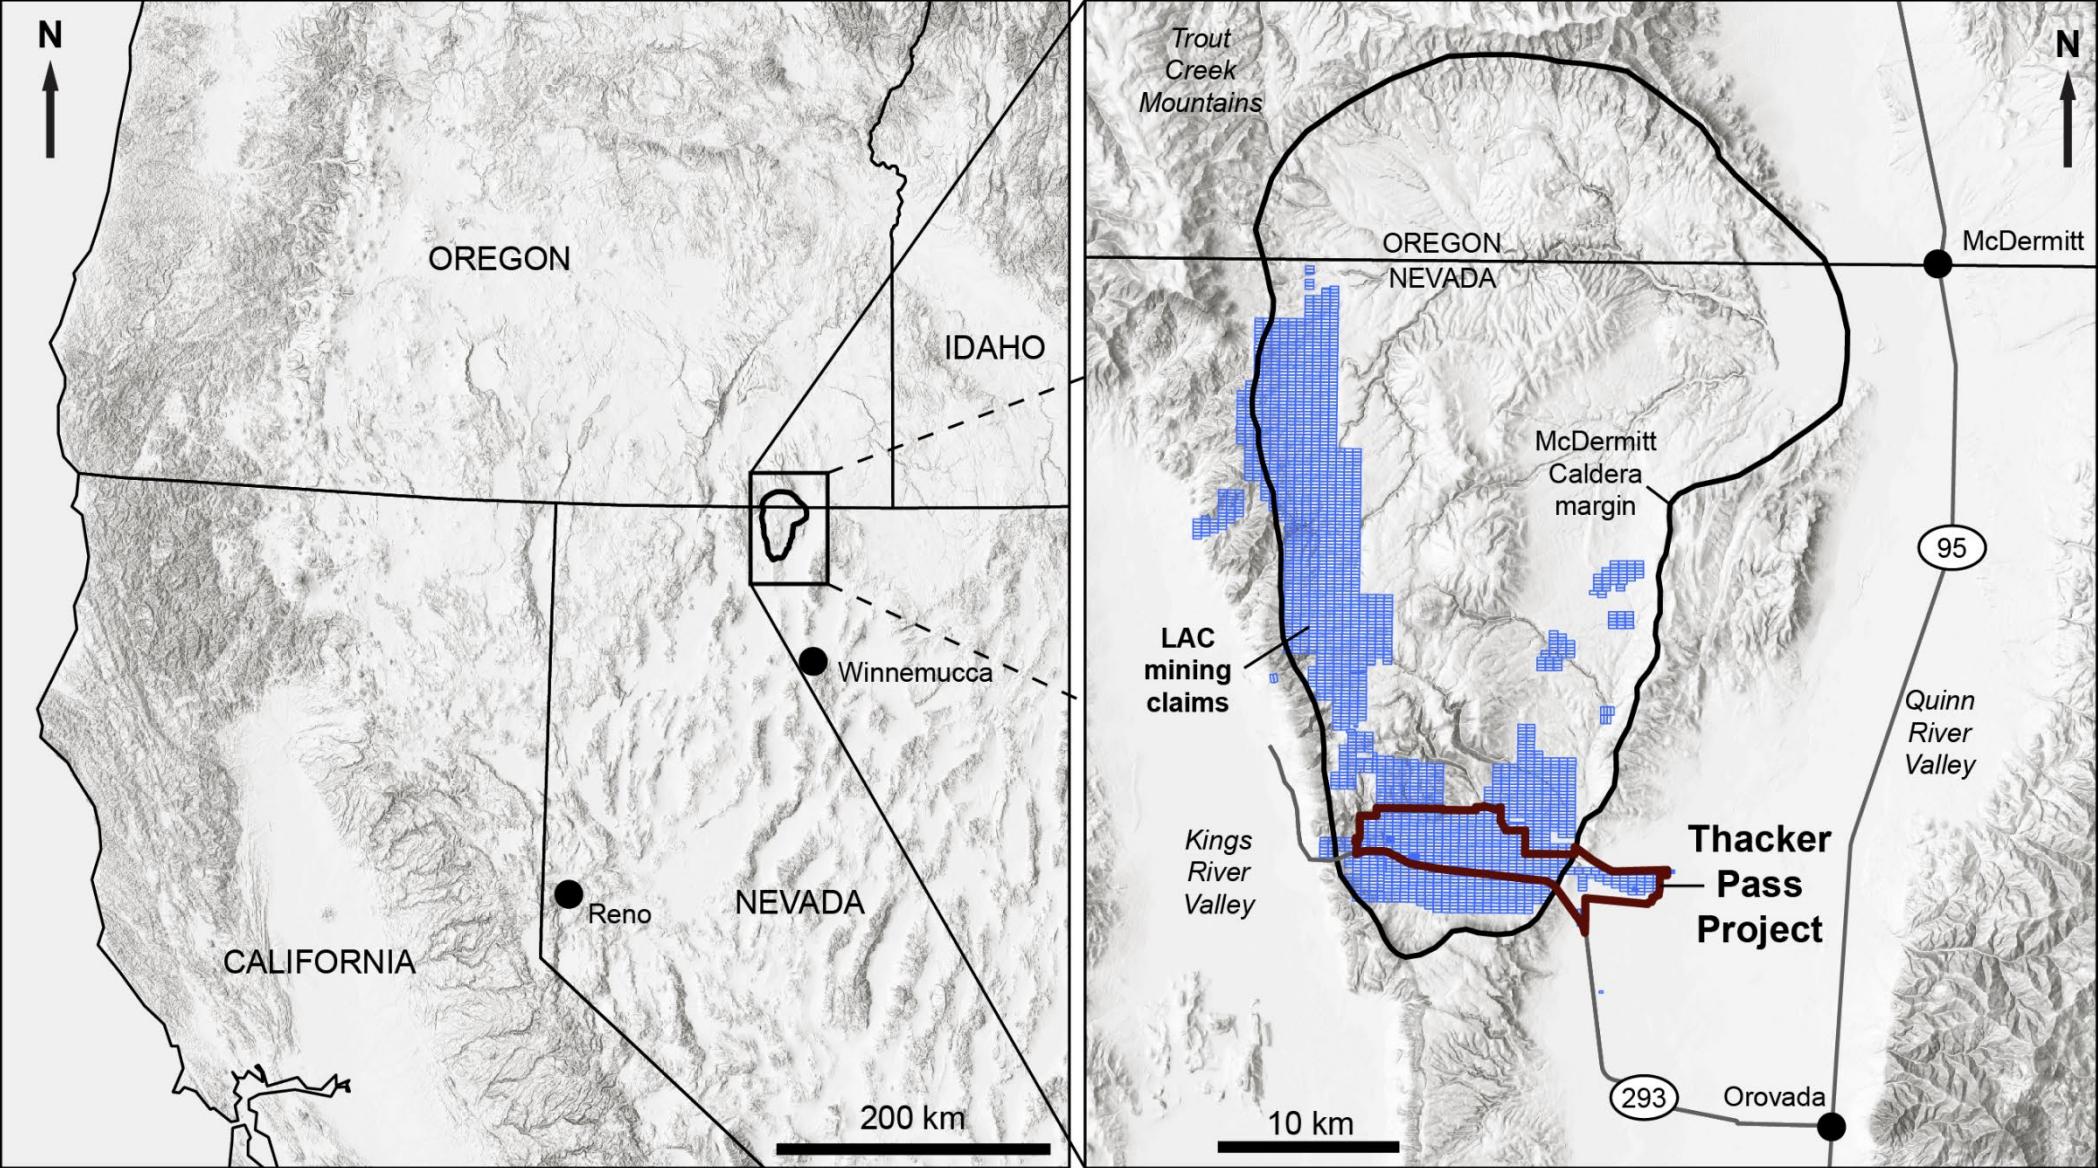 N
OREGON
IDAHO
Winnemucca
Reno
NEVADA
CALIFORNIA
200 km
Trout
Creek
Mountains
N
McDermitt
OREGON
NEVADA
McDermitt
Caldera
margin
95
LAC
mining
claims
Quinn
River
Valley
Kings
River
Valley
Thacker
Pass
Project
293
Orovada
10 km